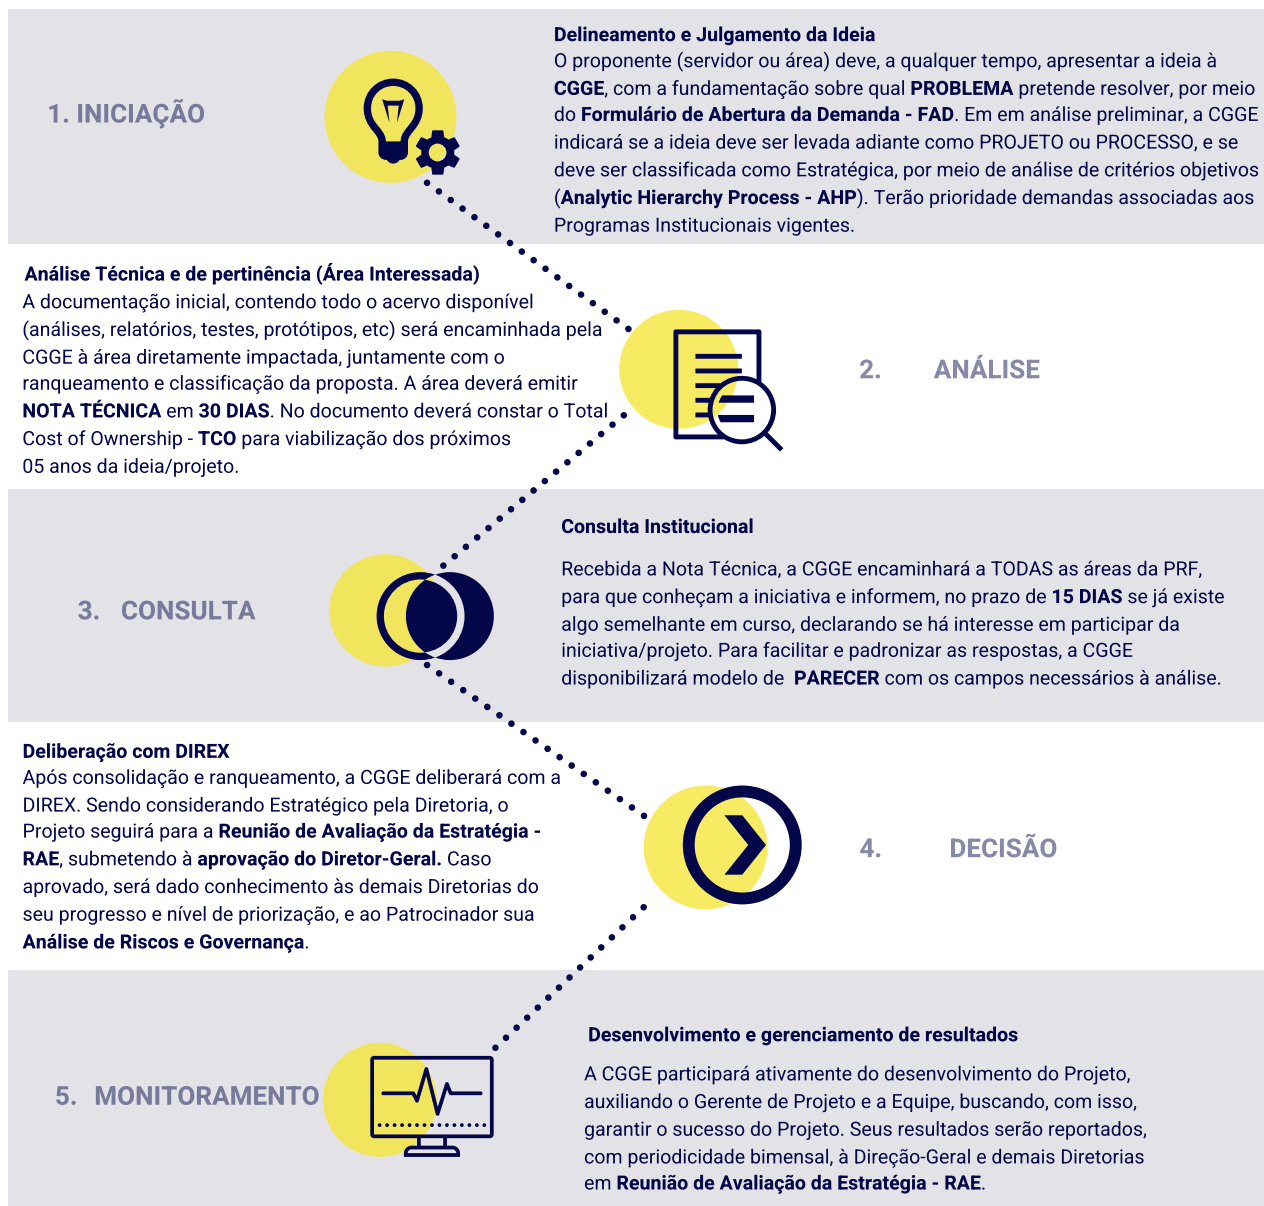 1. INICIAÇÃO
Delineamento e Julgamento da Ideia
O proponente (servidor ou área) deve, a qualquer tempo, apresentar a ideia à
CGGE, com a fundamentação sobre qual PROBLEMA pretende resolver, por meio
do Formulário de Abertura da Demanda - FAD. Em em análise preliminar, a CGGE
indicará se a ideia deve ser levada adiante como PROJETO ou PROCESSO, e se
deve ser classificada como Estratégica, por meio de análise de critérios objetivos
(Analytic Hierarchy Process - AHP). Terão prioridade demandas associadas aos
Programas Institucionais vigentes.
Análise Técnica e de pertinência (Área Interessada)
A documentação inicial, contendo todo o acervo disponível
(análises, relatórios, testes, protótipos, etc) será encaminhada pela
CGGE à área diretamente impactada, juntamente com o
ranqueamento e classificação da proposta. A área deverá emitir
NOTA TÉCNICA em 30 DIAS. No documento deverá constar o Total
Cost of Ownership - TCO para viabilização dos próximos
05 anos da ideia/projeto.
2. ANÁLISE
3. CONSULTA
Consulta Institucional
Recebida a Nota Técnica, a CGGE encaminhará a TODAS as áreas da PRF,
para que conheçam a iniciativa e informem, no prazo de 15 DIAS se já existe
algo semelhante em curso, declarando se há interesse em participar da
iniciativa/projeto. Para facilitar e padronizar as respostas, a CGGE
disponibilizará modelo de PARECER com os campos necessários à análise.
Deliberação com DIREX
Após consolidação e ranqueamento, a CGGE deliberará com a
DIREX. Sendo considerando Estratégico pela Diretoria, o
Projeto seguirá para a Reunião de Avaliação da Estratégia -
RAE, submetendo à aprovação do Diretor-Geral. Caso
aprovado, será dado conhecimento às demais Diretorias do
seu progresso e nível de priorização, e ao Patrocinador sua
Análise de Riscos e Governança.
4. DECISÃO
5. MONITORAMENTO
Desenvolvimento e gerenciamento de resultados
A CGGE participará ativamente do desenvolvimento do Projeto,
auxiliando o Gerente de Projeto e a Equipe, buscando, com isso,
garantir o sucesso do Projeto. Seus resultados serão reportados,
com periodicidade bimensal, à Direção-Geral e demais Diretorias
em Reunião de Avaliação da Estratégia - RAE.